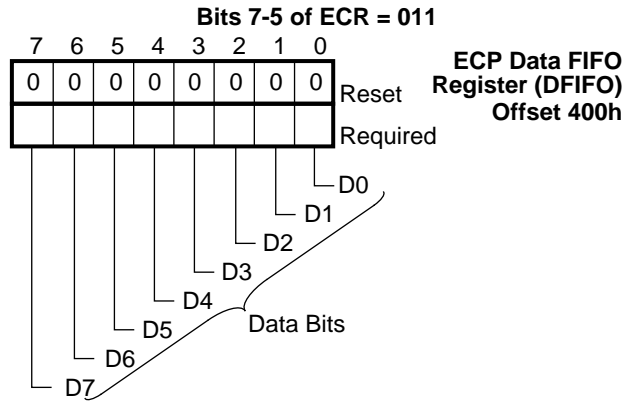 Bits 7-5 of ECR = 011
7 6 5 4 3 2 1 0
ECP Data FIFO
Register (DFIFO)
Offset 400h
0 0 0 0 0 0 0 0 Reset
Required
D0
D1
D2
D3
D4
D5
D6
D7
Data Bits